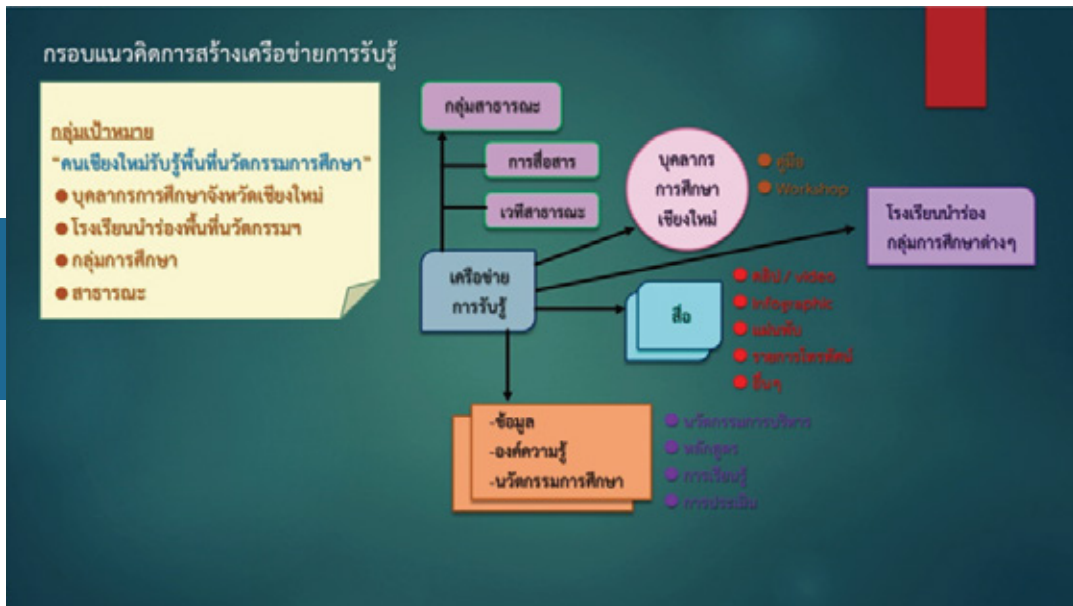 กรอบแนวคิดการสร้างเครือข่ายการรับรู้
กลุ่มเป้าหมาย
"คนเชียงใหม่รับรู้พื้นที่นวัตกรรมการศึกษา"
● บุคลากรการศึกษาจังหวัดเชียงใหม่
● โรงเรียนนำร่องพื้นที่นวัตกรรมฯ
● กลุ่มการศึกษา
● สาธารณะ
กลุ่มสาธารณะ
การสื่อสาร
เวทีสาธารณะ
เครือข่าย
การรับรู้
บุคลากร
การศึกษา
เชียงใหม่
● คู่มือ
● Workshop
โรงเรียนนำร่อง
กลุ่มการศึกษาต่างๆ
สื่อ
● คลิป / video
● Infographic
● แผ่นพับ
● รายการโทรทัศน์
● อื่นๆ
-ข้อมูล
-องค์ความรู้
-นวัตกรรมการศึกษา
● นวัตกรรมการบริหาร
● หลักสูตร
● การเรียนรู้
● การประเมิน